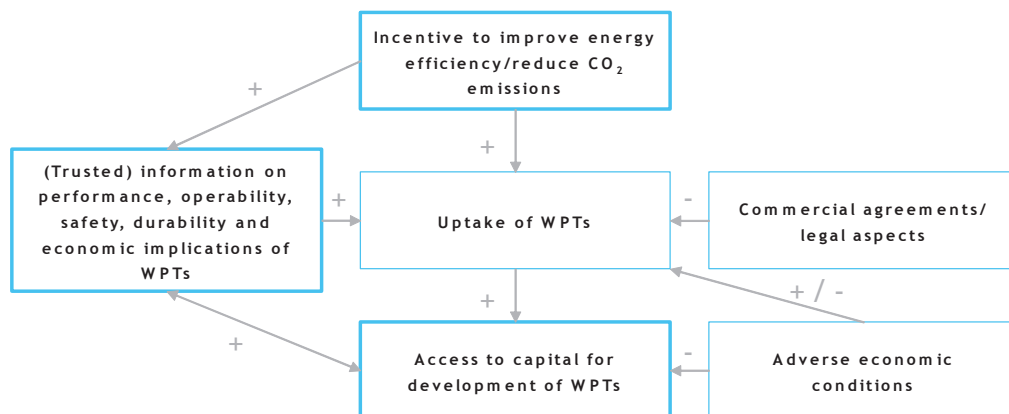 Incentive to improve energy
efficiency/reduce CO₂
emissions
+
+
(Trusted) information on
performance, operability,
safety, durability and
economic implications of
WPTs
+
Uptake of WPTs
-
Commercial agreements/
legal aspects
+ / -
+
+
Access to capital for
development of WPTs
-
Adverse economic
conditions